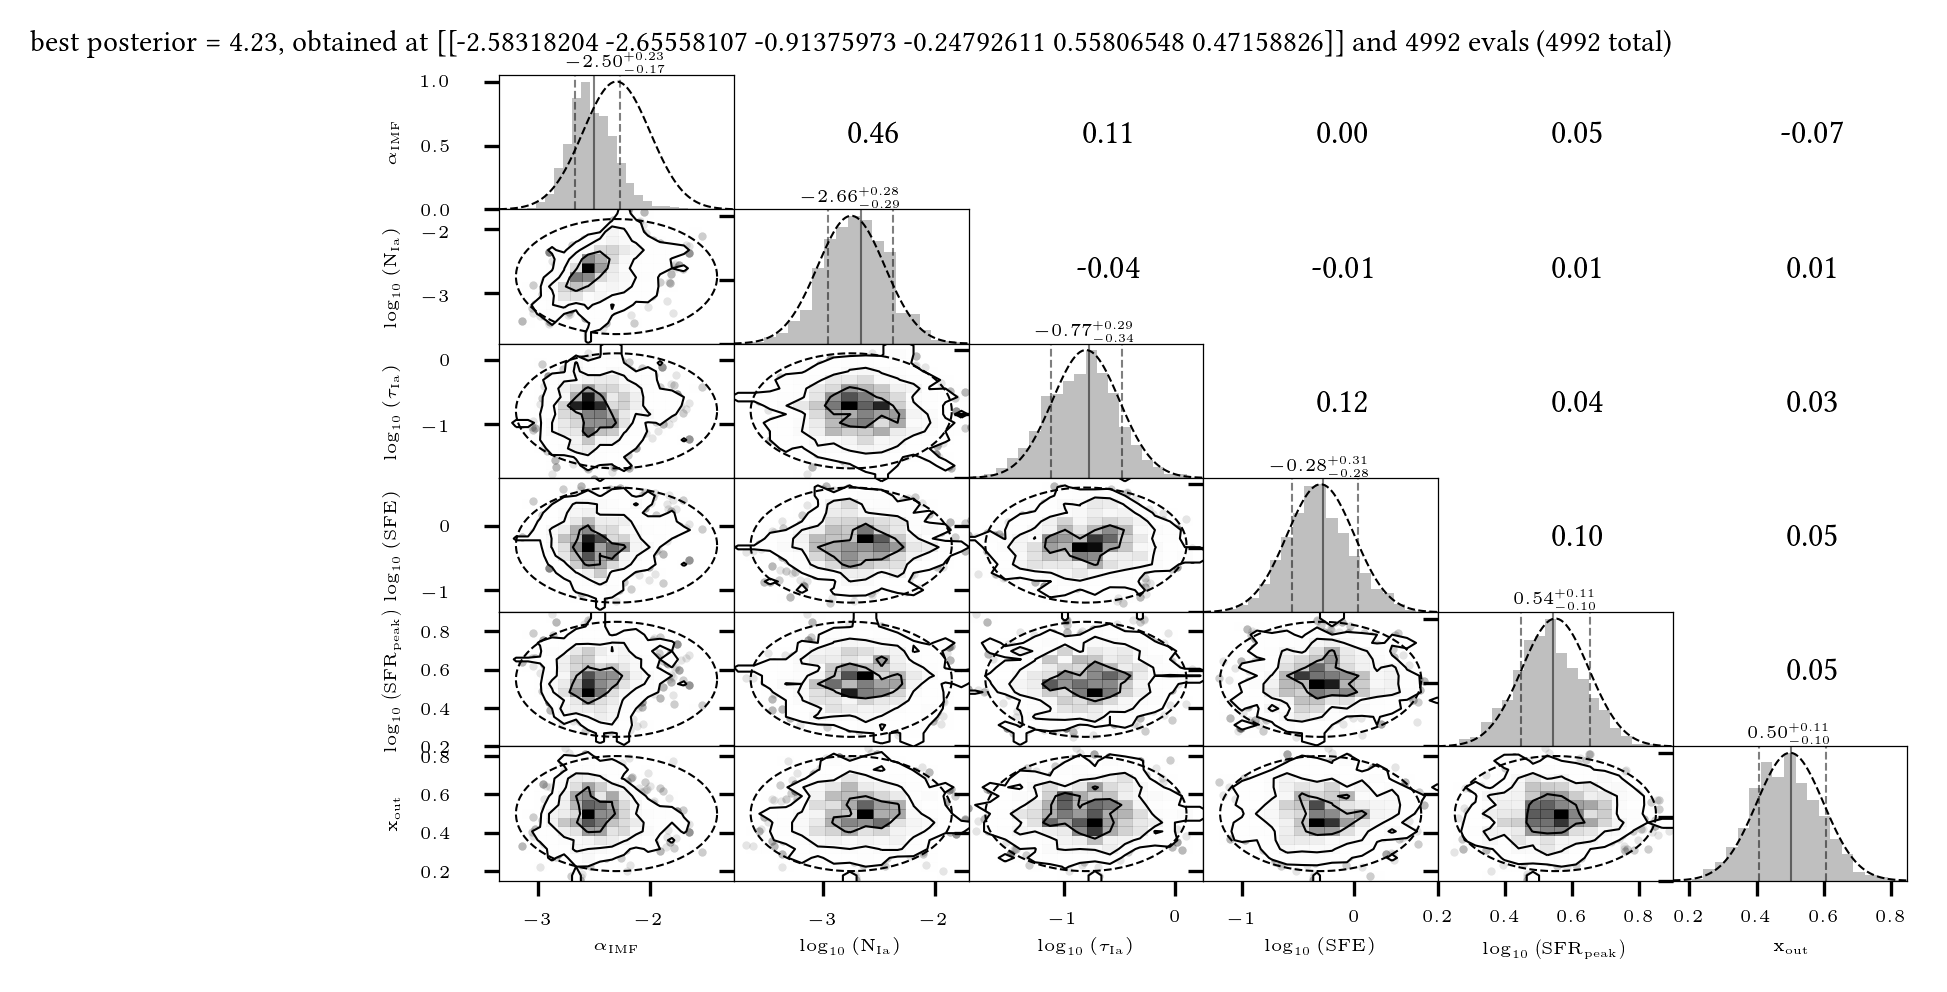 best posterior = 4.23, obtained at [[-2.58318204 -2.65558107 -0.91375973 -0.24792611 0.55806548 0.47158826]] and 4992 evals (4992 total)
−2.50+0.23−0.17
1.0
0.5
0.0
αIMF
0.46
0.11
0.00
0.05
-0.07
−2.66+0.28−0.29
−2
−3
log10 (NIa)
-0.04
-0.01
0.01
0.01
−0.77+0.29−0.34
0
−1
log10 (τIa)
0.12
0.04
0.03
−0.28+0.31−0.28
0
−1
log10 (SFE)
0.10
0.05
0.54+0.11−0.10
0.8
0.6
0.4
0.2
log10 (SFRpeak)
0.05
0.50+0.11−0.10
0.8
0.6
0.4
0.2
xout
−3 −2
−3 −2
−1 0
−1 0
0.2 0.4 0.6 0.8
0.2 0.4 0.6 0.8
αIMF
log10 (NIa)
log10 (τIa)
log10 (SFE)
log10 (SFRpeak)
xout